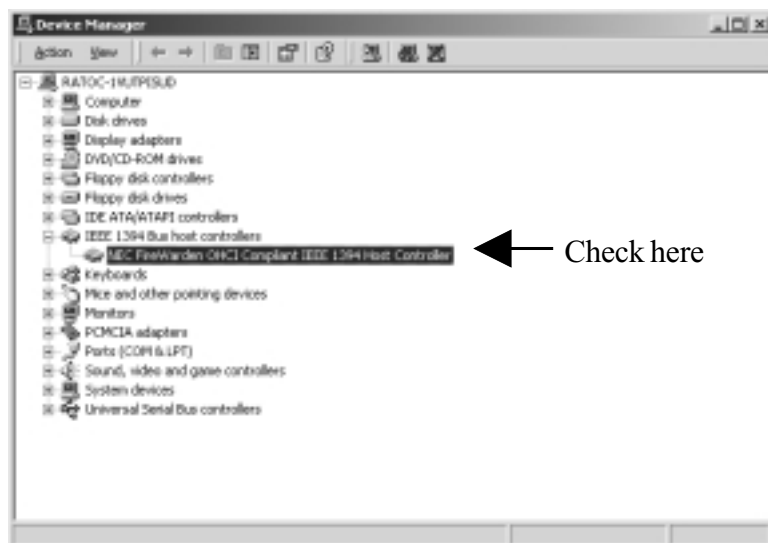 Device Manager
Action View
RATOC-1WUTPISUD
Computer
Disk drives
Display adapters
DVD/CD-ROM drives
Floppy disk controllers
Floppy disk drives
IDE ATA/ATAPI controllers
IEEE 1394 Bus host controllers
NEC FireWarden OHCI Compliant IEEE 1394 Host Controller
Check here
Keyboards
Mice and other pointing devices
Monitors
PCMCIA adapters
Ports (COM & LPT)
Sound, video and game controllers
System devices
Universal Serial Bus controllers